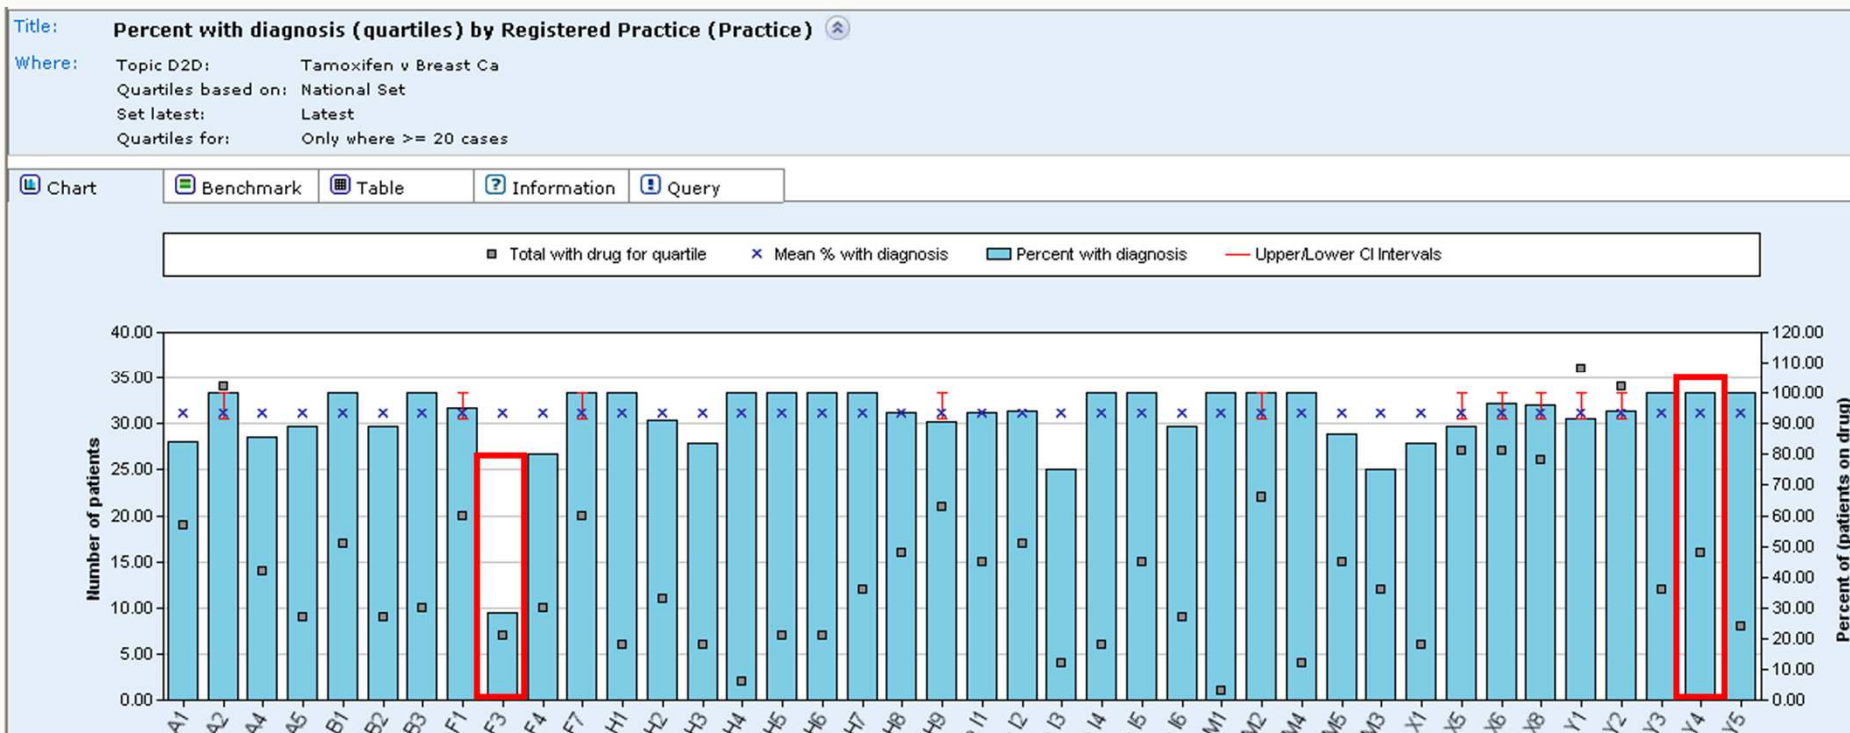 Title: Percent with diagnosis (quartiles) by Registered Practice (Practice)
Where: Topic D2D: Tamoxifen v Breast Ca
Quartiles based on: National Set
Set latest: Latest
Quartiles for: Only where >= 20 cases
Chart Benchmark Table Information Query
Total with drug for quartile Mean % with diagnosis Percent with diagnosis Upper/Lower CI Intervals
Number of patients
40.00
35.00
30.00
25.00
20.00
15.00
10.00
5.00
0.00
120.00
110.00
100.00
90.00
80.00
70.00
60.00
50.00
40.00
30.00
20.00
10.00
0.00
Percent of (patients on drug)
A1 A2 A4 A5 B1 B2 B3 F1 F3 F4 F7 H1 H2 H3 H4 H5 H6 H7 H8 H9 I1 I2 I3 I4 I5 I6 M1 M2 M4 M5 M3 X1 X5 X6 X8 Y1 Y2 Y3 Y4 Y5